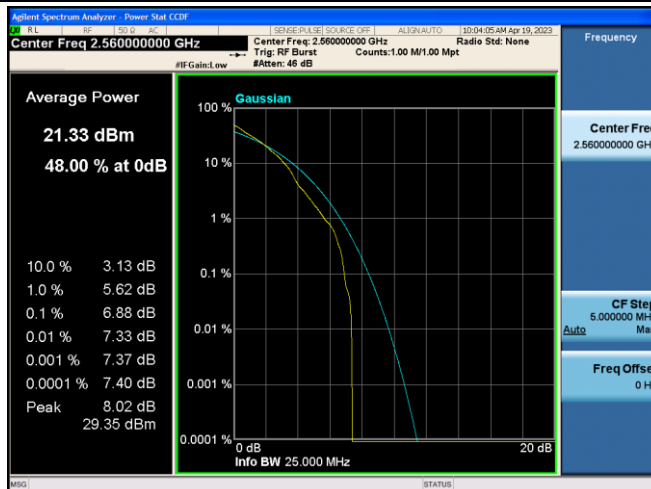 Agilent Spectrum Analyzer - Power Stat CCDF
RL RF 50 Ω AC SENSE:PULSE SOURCE OFF ALIGN AUTO 10:04:05 AM Apr 19, 2023
Center Freq 2.560000000 GHz
Center Freq: 2.560000000 GHz Radio Std: None
Trig: RF Burst Counts:1.00 M/1.00 Mpt
#IFGain:Low #Atten: 46 dB
Frequency
Average Power
21.33 dBm
48.00 % at 0dB
10.0 % 3.13 dB
1.0 % 5.62 dB
0.1 % 6.88 dB
0.01 % 7.33 dB
0.001 % 7.37 dB
0.0001 % 7.40 dB
Peak 8.02 dB
29.35 dBm
Gaussian
100 %
10 %
1 %
0.1 %
0.01 %
0.001 %
0.0001 %
0 dB 20 dB
Info BW 25.000 MHz
Center Fre
2.560000000 GH
CF Step
5.000000 MH
Auto Ma
Freq Offse
0 H
MSG STATUS